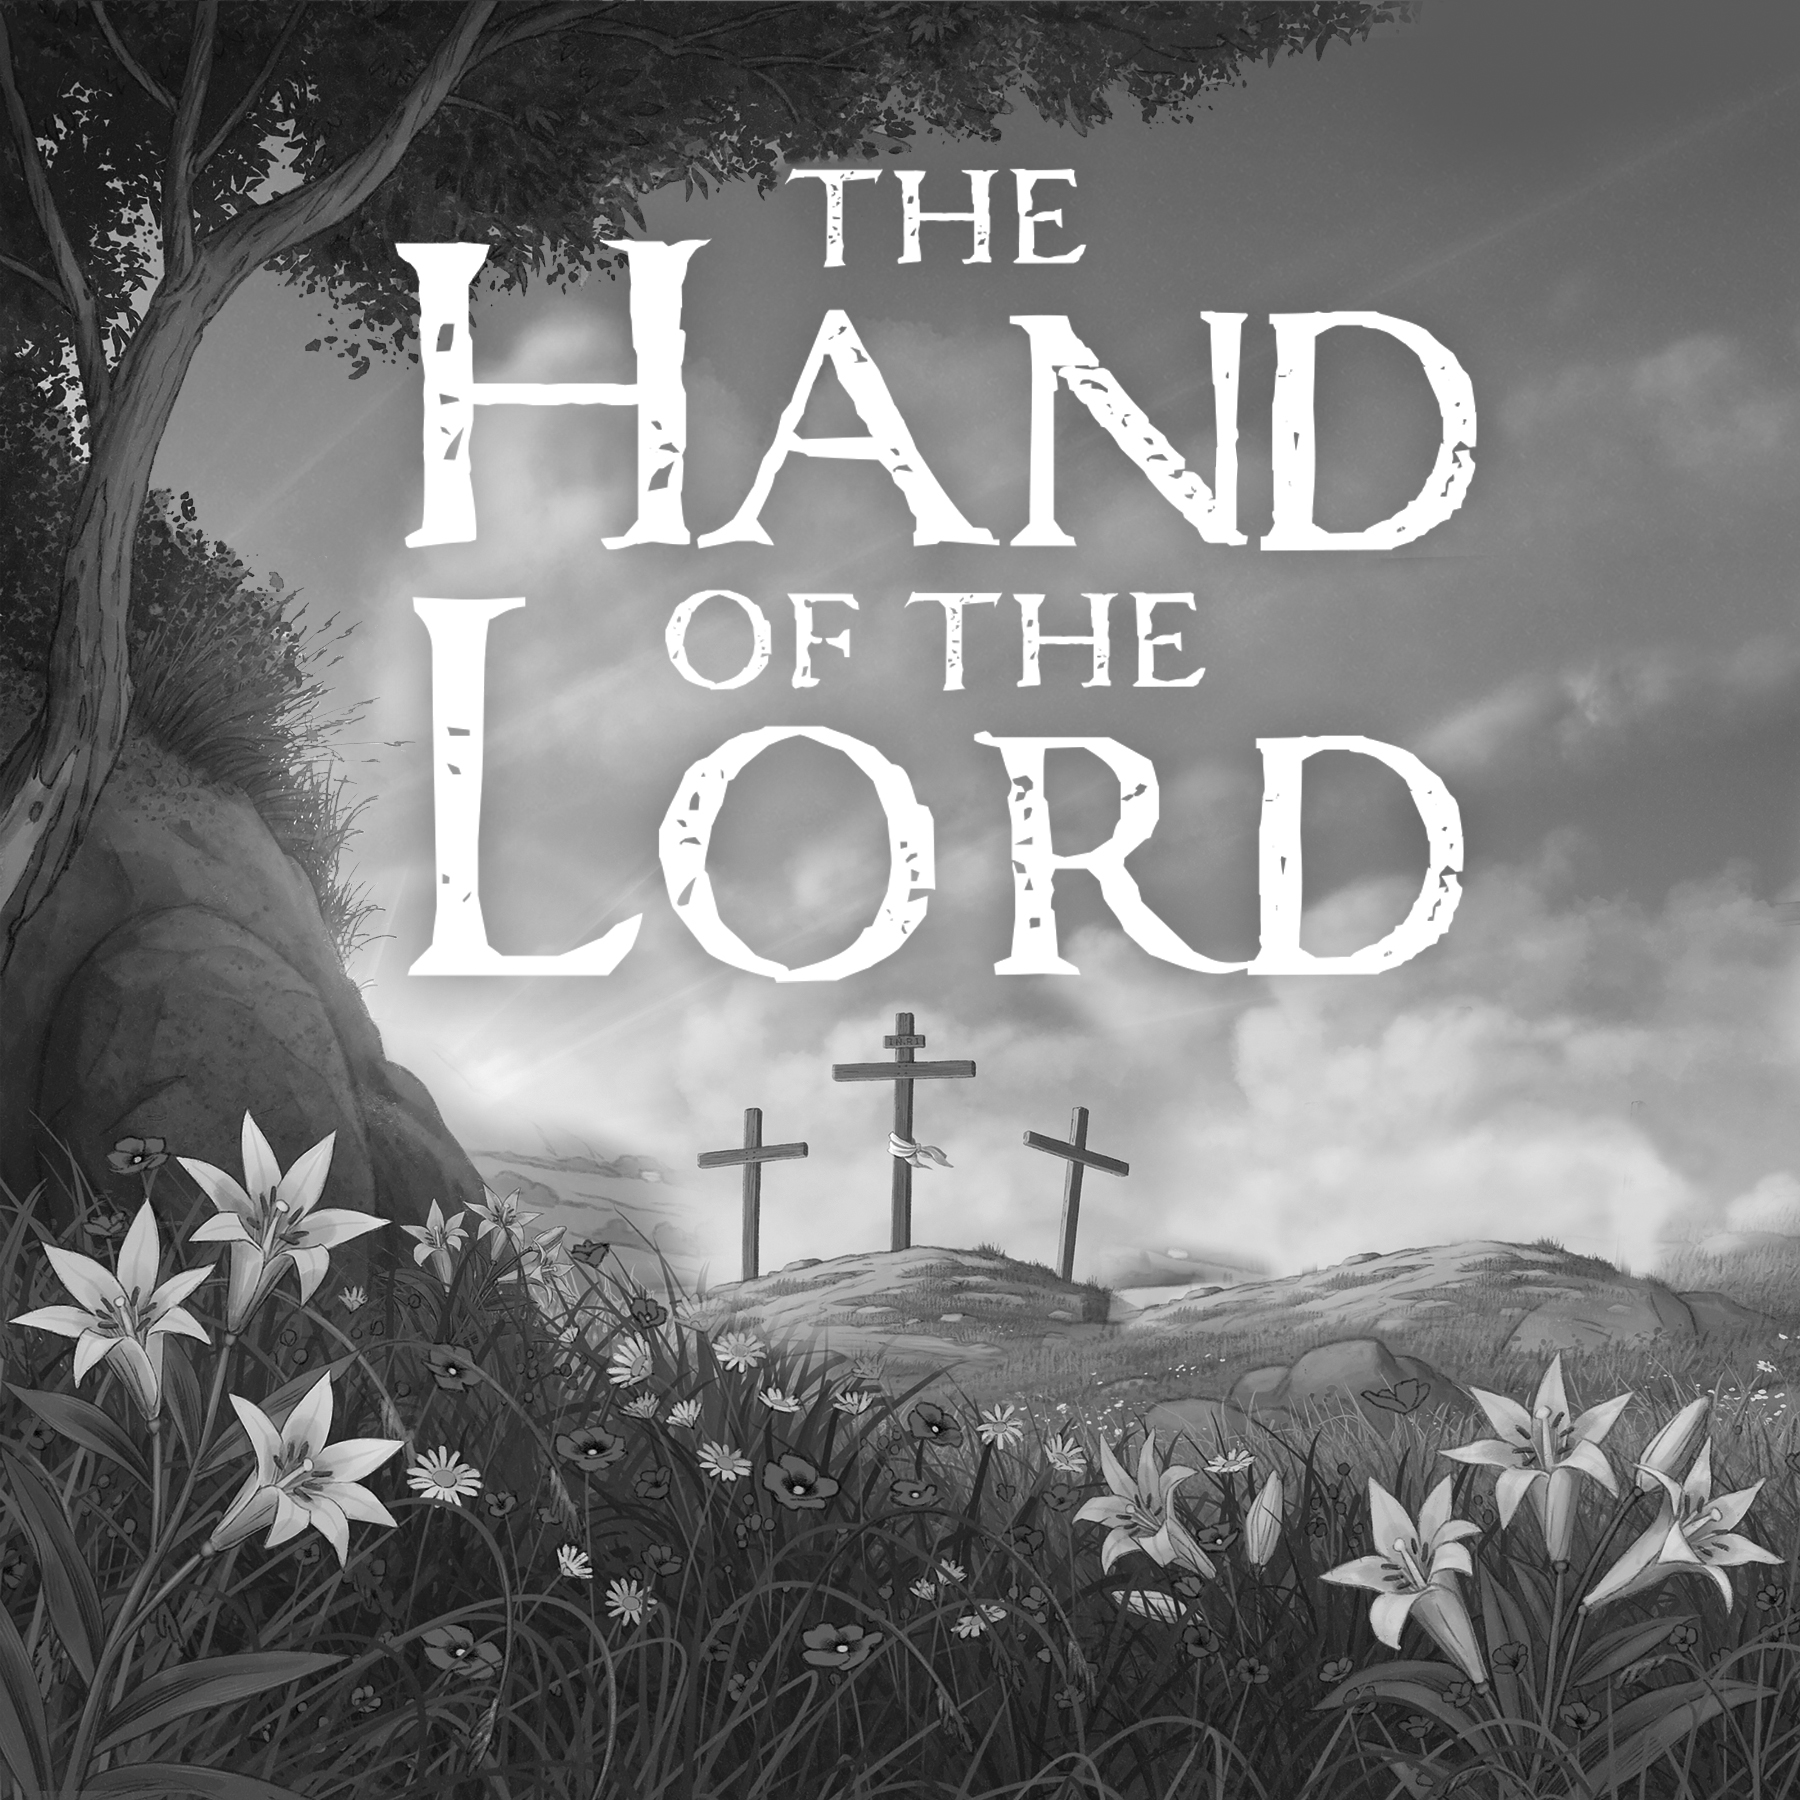 THE
HAND
OF THE
LORD